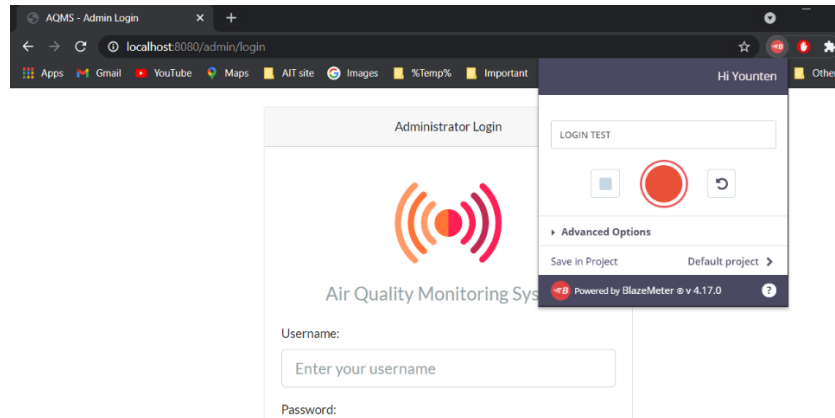 AQMS - Admin Login
localhost:8080/admin/login
Apps Gmail YouTube Maps AIT site Images %Temp% Important Othe
Hi Younten
Administrator Login
LOGIN TEST
Advanced Options
Save in Project Default project
Powered by BlazeMeter ® v 4.17.0 ?
Air Quality Monitoring Sys
Username:
Enter your username
Password: